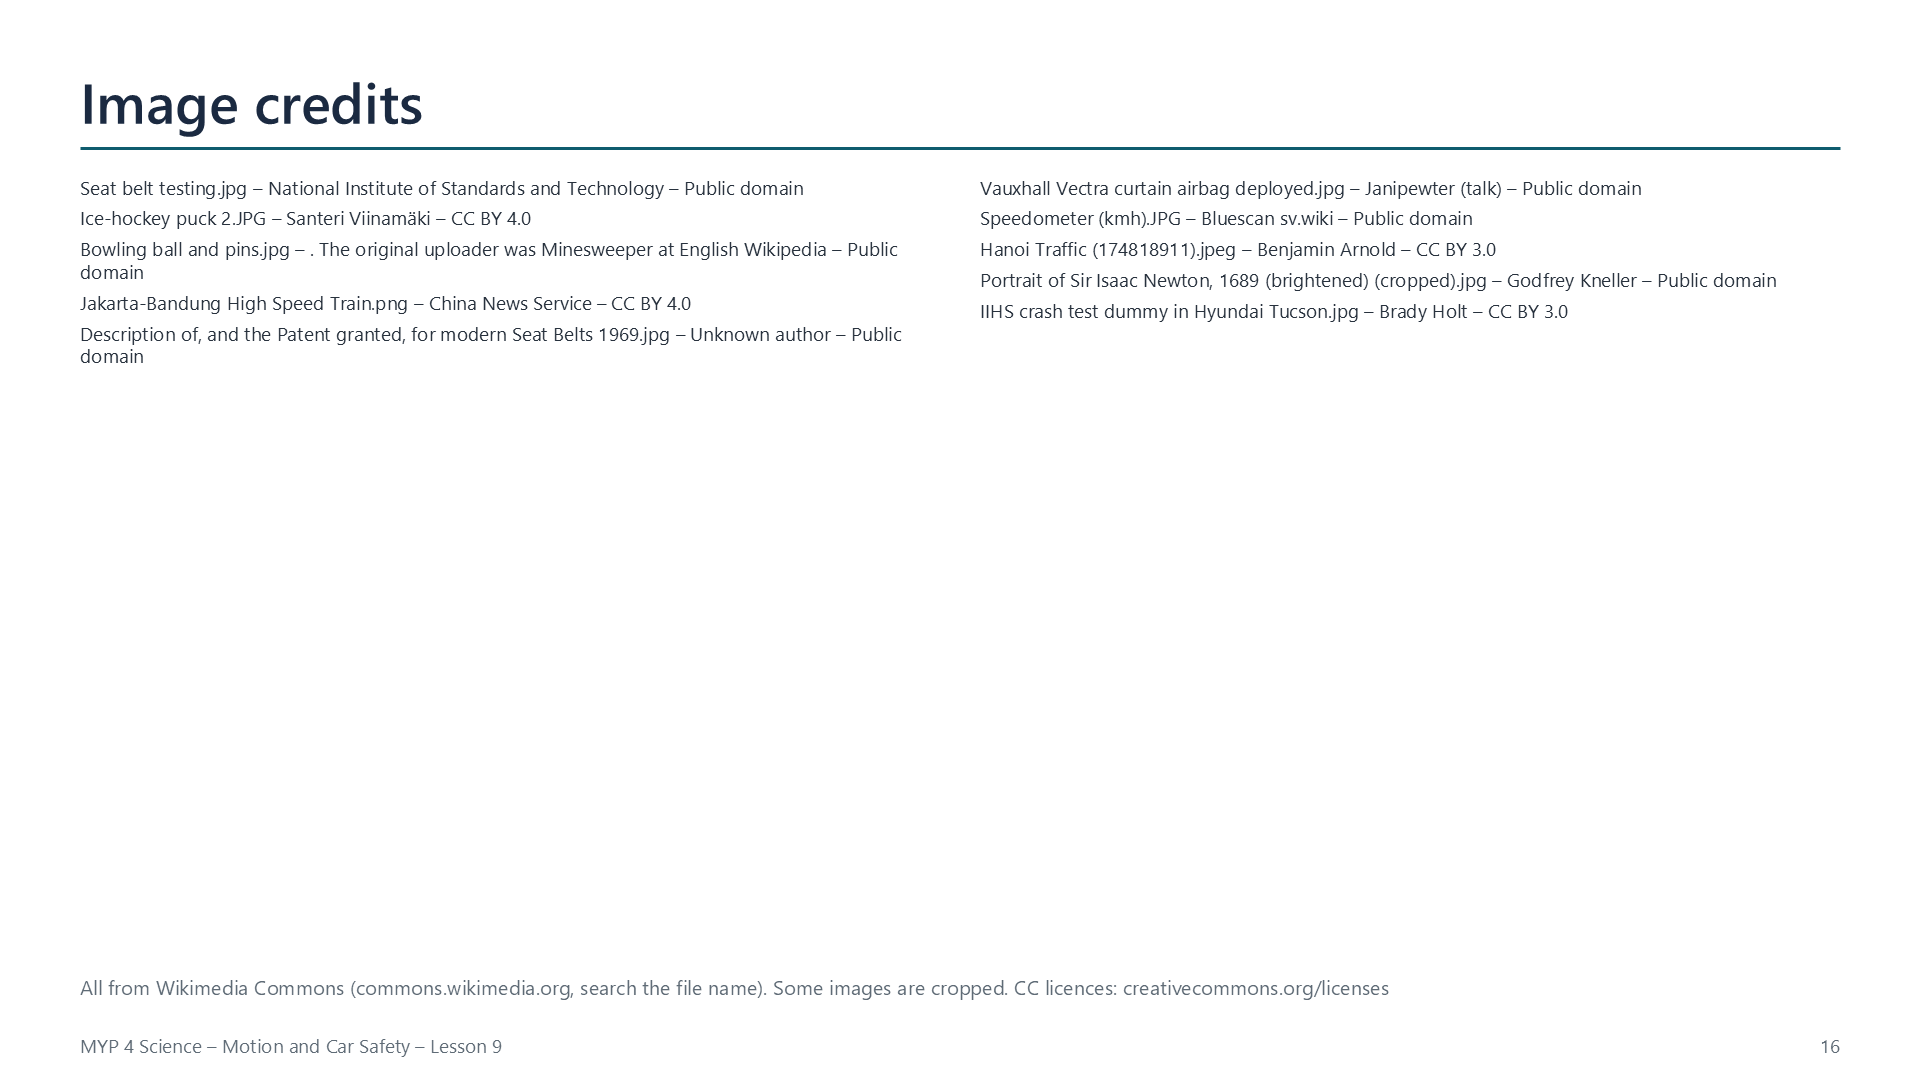 Image credits
Seat belt testing.jpg – National Institute of Standards and Technology – Public domain
Ice-hockey puck 2.JPG – Santeri Viinamäki – CC BY 4.0
Bowling ball and pins.jpg – . The original uploader was Minesweeper at English Wikipedia – Public
domain
Jakarta-Bandung High Speed Train.png – China News Service – CC BY 4.0
Description of, and the Patent granted, for modern Seat Belts 1969.jpg – Unknown author – Public
domain
Vauxhall Vectra curtain airbag deployed.jpg – Janipewter (talk) – Public domain
Speedometer (kmh).JPG – Bluescan sv.wiki – Public domain
Hanoi Traffic (174818911).jpeg – Benjamin Arnold – CC BY 3.0
Portrait of Sir Isaac Newton, 1689 (brightened) (cropped).jpg – Godfrey Kneller – Public domain
IIHS crash test dummy in Hyundai Tucson.jpg – Brady Holt – CC BY 3.0
All from Wikimedia Commons (commons.wikimedia.org, search the file name). Some images are cropped. CC licences: creativecommons.org/licenses
MYP 4 Science – Motion and Car Safety – Lesson 9
16